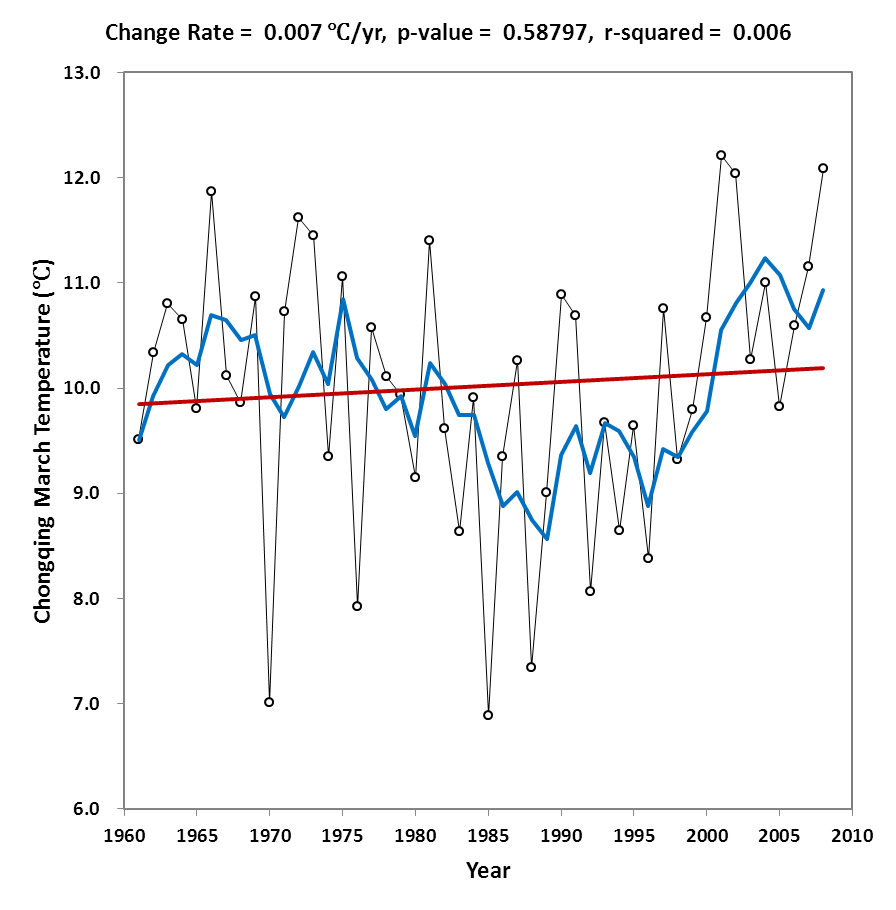 Change Rate = 0.007 ℃/yr, p-value = 0.58797, r-squared = 0.006
13.0
12.0
11.0
10.0
9.0
8.0
7.0
6.0
Chongqing March Temperature (℃)
1960 1965 1970 1975 1980 1985 1990 1995 2000 2005 2010
Year